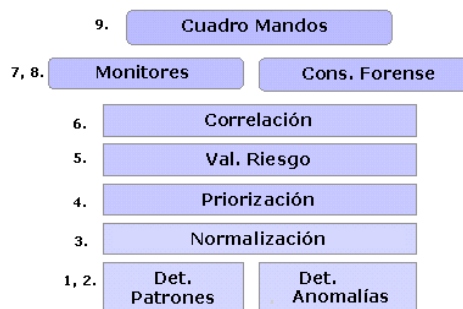 9. Cuadro Mandos
7, 8. Monitores Cons. Forense
6. Correlación
5. Val. Riesgo
4. Priorización
3. Normalización
1, 2. Det. Patrones Det. Anomalías